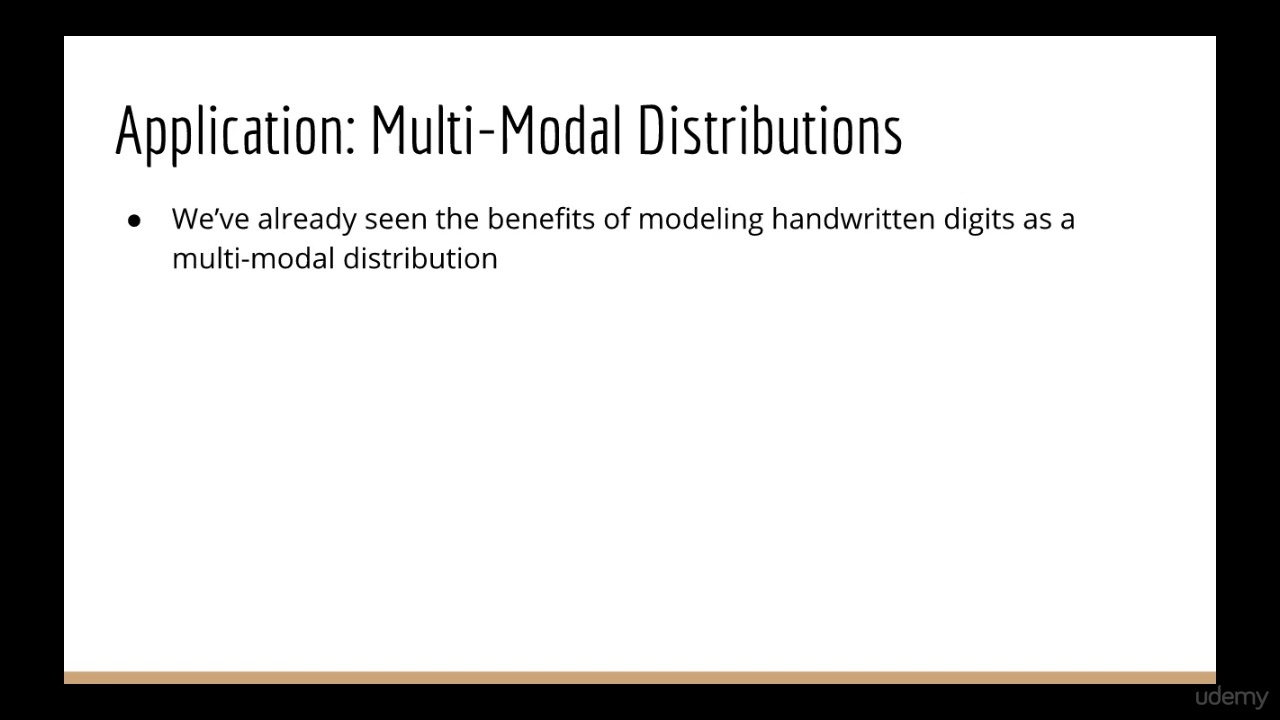 Application: Multi-Modal Distributions
● We’ve already seen the benefits of modeling handwritten digits as a
multi-modal distribution
udemy